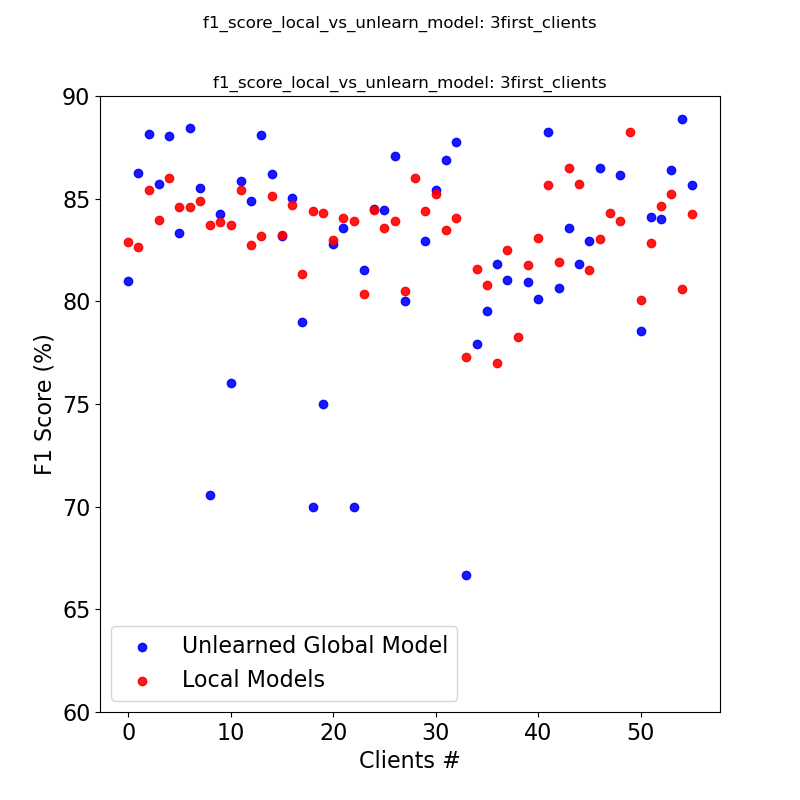 f1_score_local_vs_unlearn_model: 3first_clients
f1_score_local_vs_unlearn_model: 3first_clients
90
85
80
75
70
65
60
F1 Score (%)
Unlearned Global Model
Local Models
0 10 20 30 40 50
Clients #